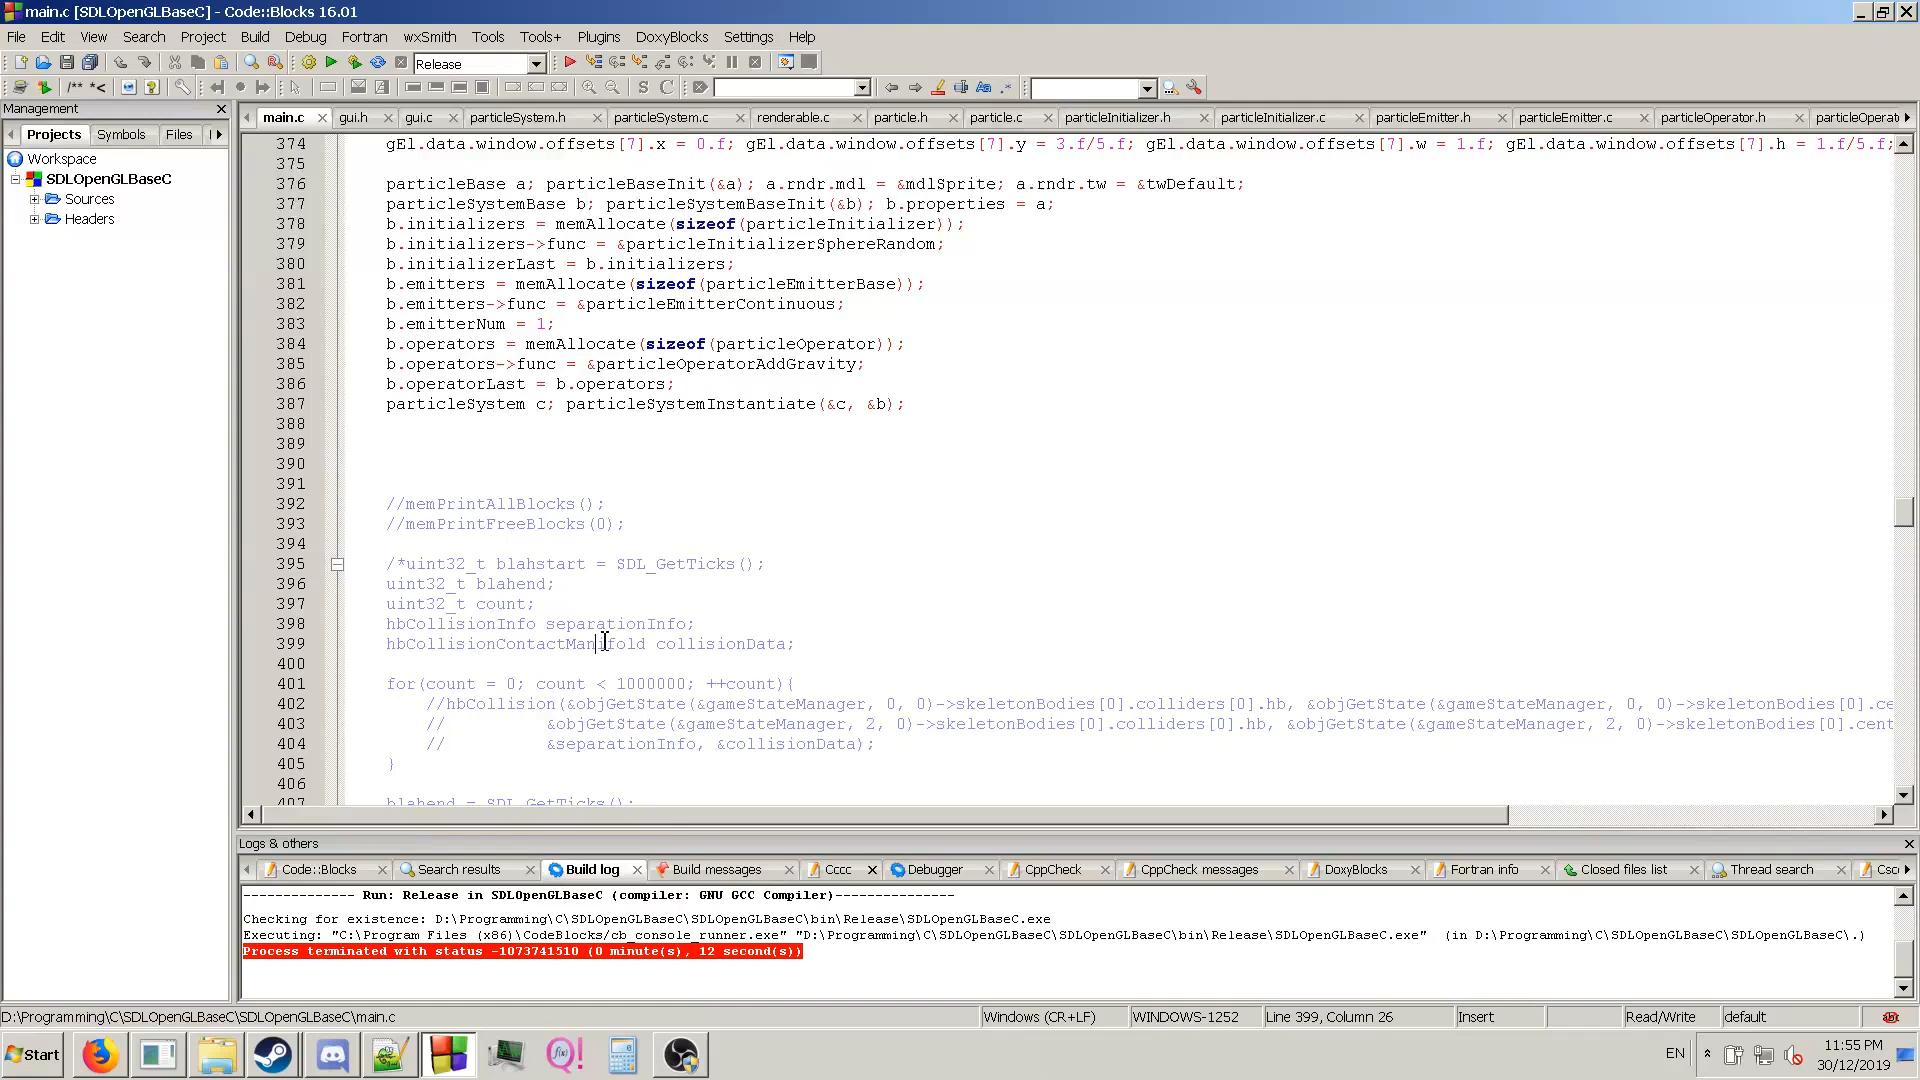 main.c [SDLOpenGLBaseC] - Code::Blocks 16.01
File Edit View Search Project Build Debug Fortran wxSmith Tools Tools+ Plugins DoxyBlocks Settings Help
Release
/** *<
S C
Management
Projects Symbols Files
Workspace
SDLOpenGLBaseC
Sources
Headers
main.c gui.h gui.c particleSystem.h particleSystem.c renderable.c particle.h particle.c particleInitializer.h particleInitializer.c particleEmitter.h particleEmitter.c particleOperator.h particleOperat
374 gEl.data.window.offsets[7].x = 0.f; gEl.data.window.offsets[7].y = 3.f/5.f; gEl.data.window.offsets[7].w = 1.f; gEl.data.window.offsets[7].h = 1.f/5.f;
375
376 particleBase a; particleBaseInit(&a); a.rndr.mdl = &mdlSprite; a.rndr.tw = &twDefault;
377 particleSystemBase b; particleSystemBaseInit(&b); b.properties = a;
378 b.initializers = memAllocate(sizeof(particleInitializer));
379 b.initializers->func = &particleInitializerSphereRandom;
380 b.initializerLast = b.initializers;
381 b.emitters = memAllocate(sizeof(particleEmitterBase));
382 b.emitters->func = &particleEmitterContinuous;
383 b.emitterNum = 1;
384 b.operators = memAllocate(sizeof(particleOperator));
385 b.operators->func = &particleOperatorAddGravity;
386 b.operatorLast = b.operators;
387 particleSystem c; particleSystemInstantiate(&c, &b);
388
389
390
391
392 //memPrintAllBlocks();
393 //memPrintFreeBlocks(0);
394
395 /*uint32_t blahstart = SDL_GetTicks();
396 uint32_t blahend;
397 uint32_t count;
398 hbCollisionInfo separationInfo;
399 hbCollisionContactManifold collisionData;
400
401 for(count = 0; count < 1000000; ++count){
402 //hbCollision(&objGetState(&gameStateManager, 0, 0)->skeletonBodies[0].colliders[0].hb, &objGetState(&gameStateManager, 0, 0)->skeletonBodies[0].ce
403 // &objGetState(&gameStateManager, 2, 0)->skeletonBodies[0].colliders[0].hb, &objGetState(&gameStateManager, 2, 0)->skeletonBodies[0].cent
404 // &separationInfo, &collisionData);
405 }
406
407 blahend = SDL_GetTicks();
Logs & others
Code::Blocks Search results Build log Build messages Cccc Debugger CppCheck CppCheck messages DoxyBlocks Fortran info Closed files list Thread search Csc
-------------- Run: Release in SDLOpenGLBaseC (compiler: GNU GCC Compiler)---------------
Checking for existence: D:\Programming\C\SDLOpenGLBaseC\SDLOpenGLBaseC\bin\Release\SDLOpenGLBaseC.exe
Executing: "C:\Program Files (x86)\CodeBlocks/cb_console_runner.exe" "D:\Programming\C\SDLOpenGLBaseC\SDLOpenGLBaseC\bin\Release\SDLOpenGLBaseC.exe" (in D:\Programming\C\SDLOpenGLBaseC\SDLOpenGLBaseC\.)
Process terminated with status -1073741510 (0 minute(s), 12 second(s))
D:\Programming\C\SDLOpenGLBaseC\SDLOpenGLBaseC\main.c Windows (CR+LF) WINDOWS-1252 Line 399, Column 26 Insert Read/Write default
Start EN 11:55 PM
30/12/2019